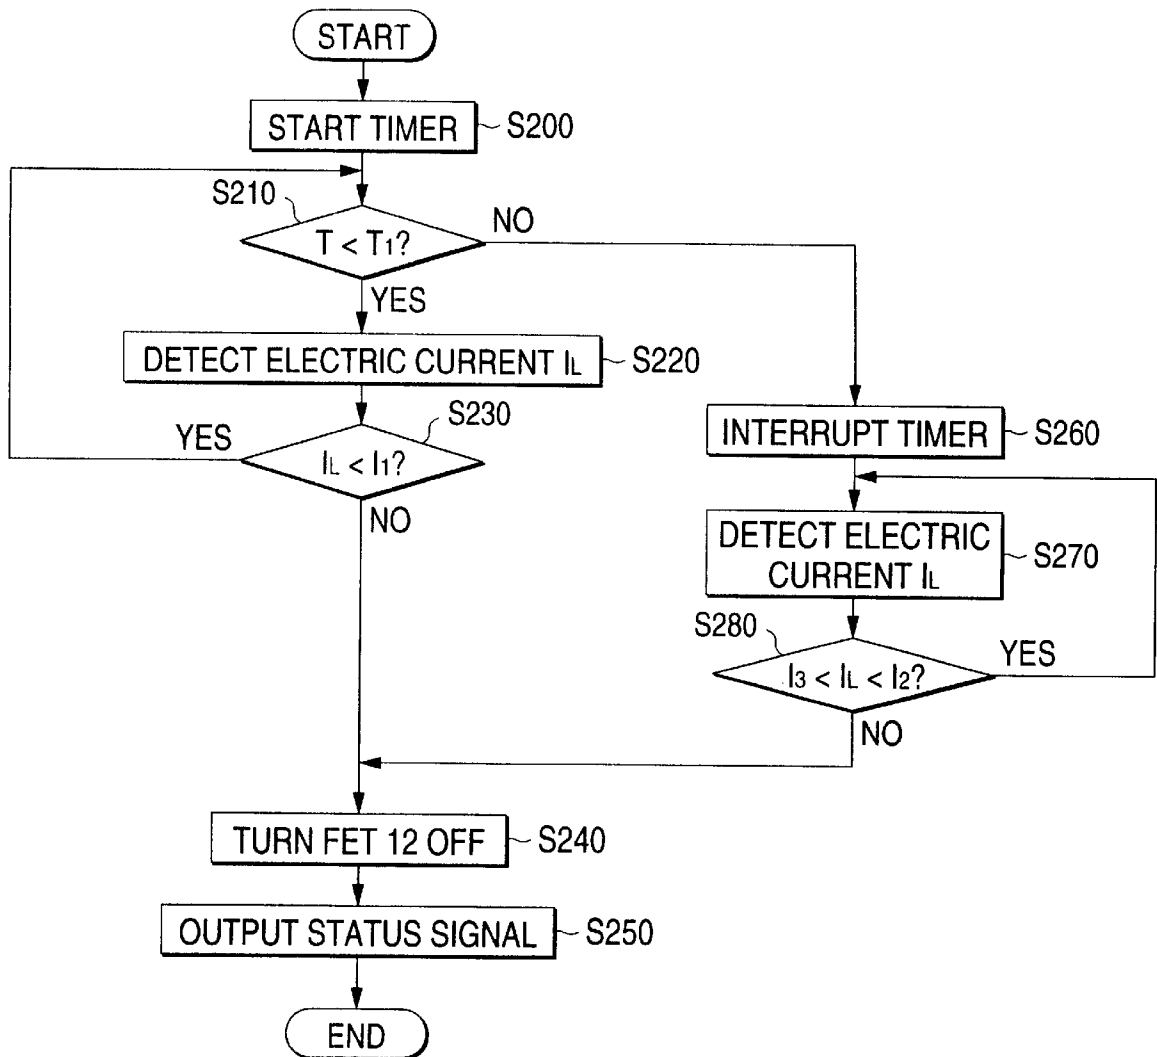 START
START TIMER
S200
S210
T < T1?
NO
YES
DETECT ELECTRIC CURRENT IL
S220
S230
YES
IL < I1?
NO
INTERRUPT TIMER
S260
DETECT ELECTRIC
CURRENT IL
S270
S280
I3 < IL < I2?
YES
NO
TURN FET 12 OFF
S240
OUTPUT STATUS SIGNAL
S250
END